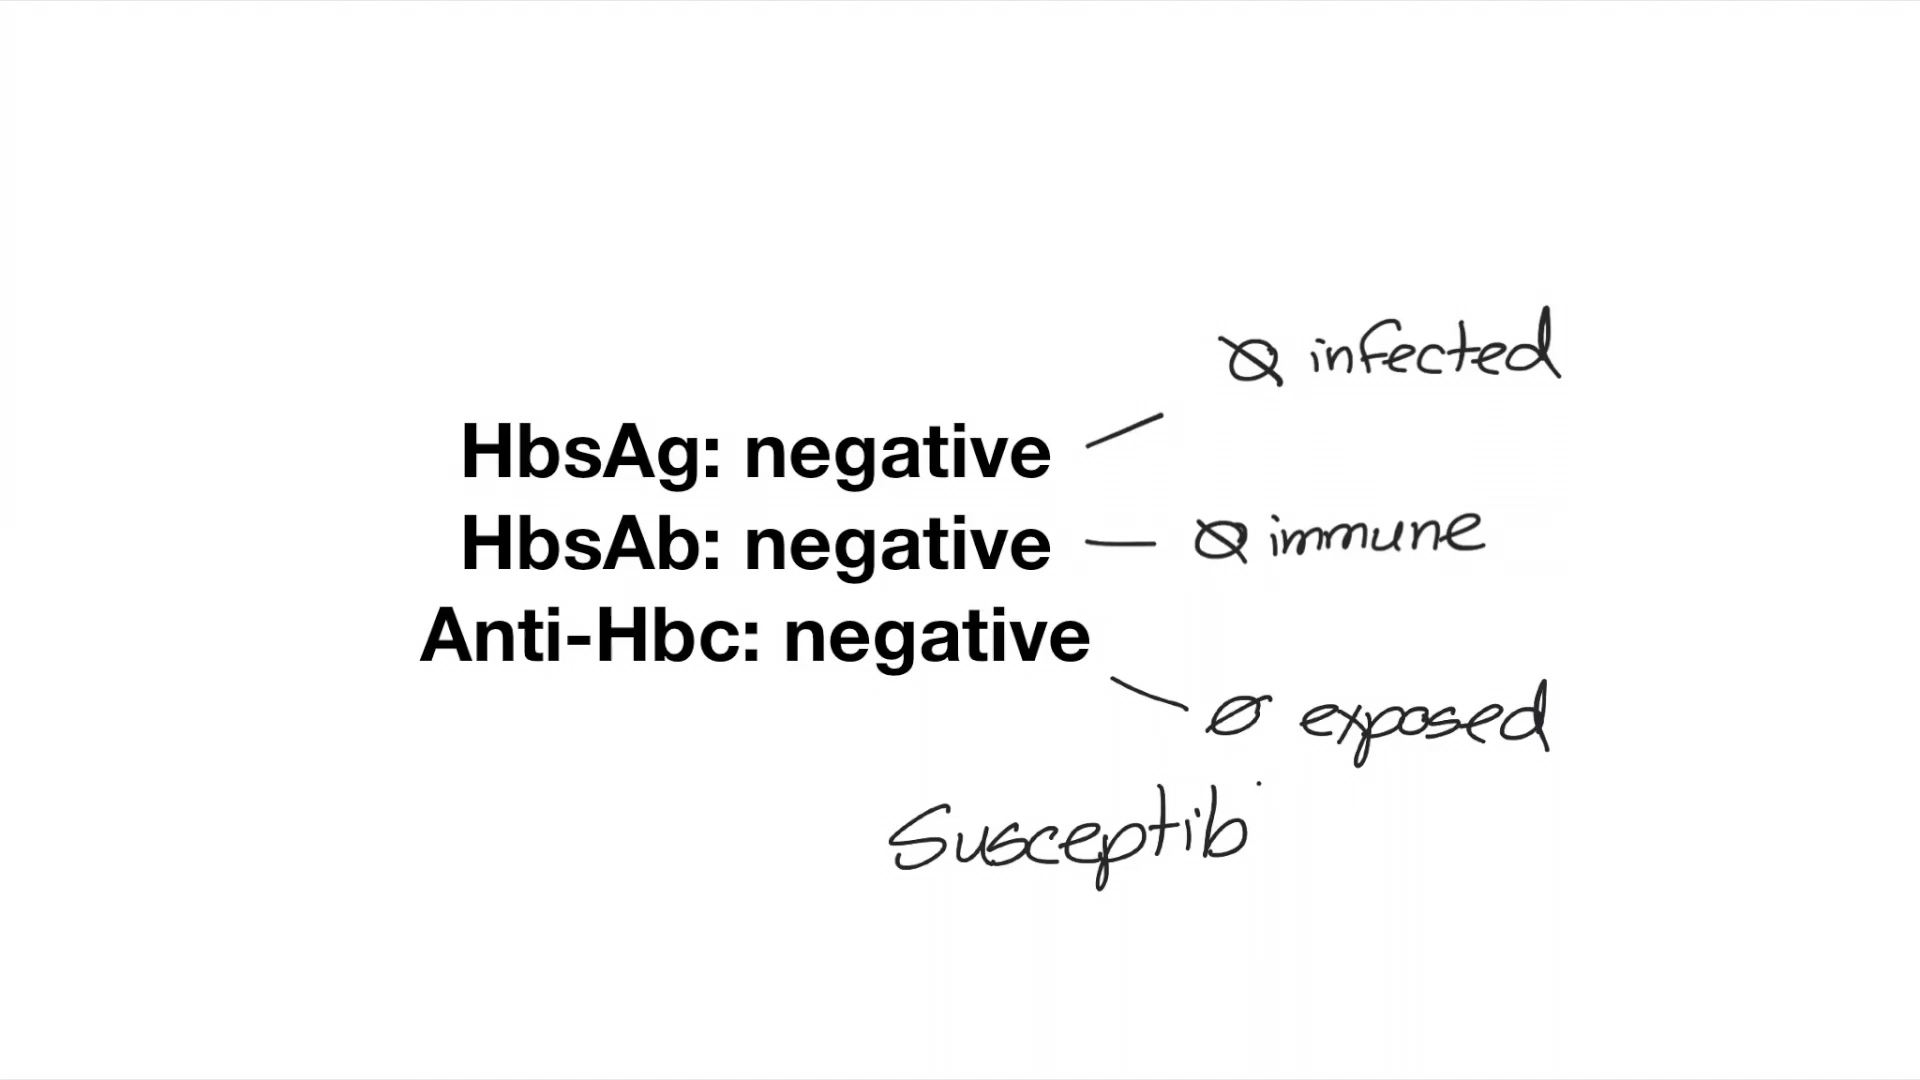 Ø infected
HbsAg: negative
HbsAb: negative — Ø immune
Anti-Hbc: negative
Ø exposed
Susceptib